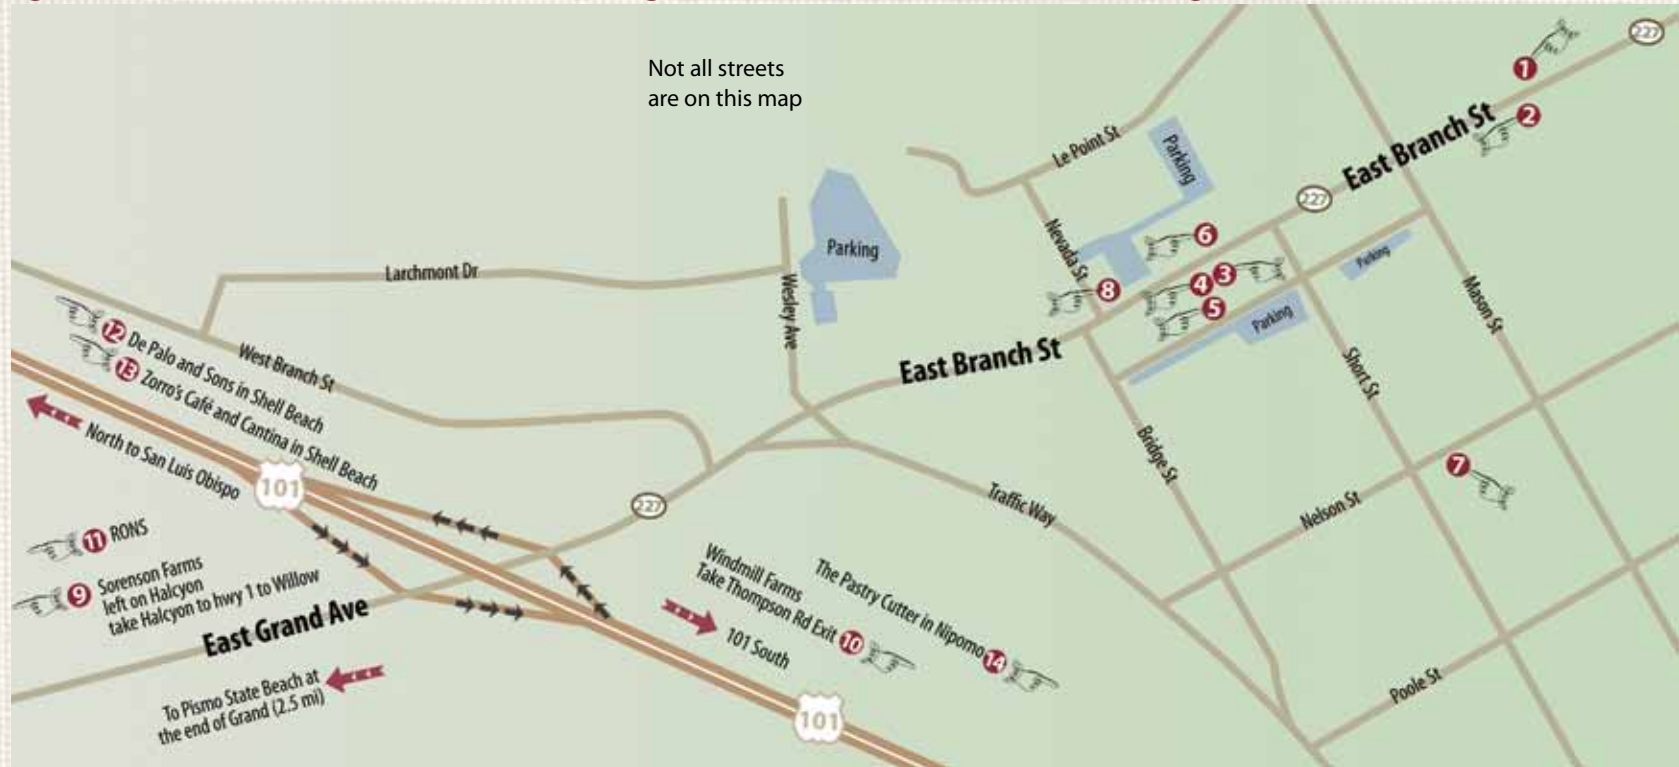 Not all streets
are on this map
227
1
2
East Branch St
Le Point St
Parking
227
Nevada St
6
3
4
5
8
Parking
Parking
Mason St
Short St
Parking
Larchmont Dr
Wesley Ave
East Branch St
12 De Palo and Sons in Shell Beach
13 Zorro's Café and Cantina in Shell Beach
West Branch St
North to San Luis Obispo
101
227
Bridge St
7
Nelson St
Traffic Way
11 RONS
9 Sorenson Farms
left on Halcyon
take Halcyon to hwy 1 to Willow
East Grand Ave
To Pismo State Beach at
the end of Grand (2.5 mi)
Windmill Farms
Take Thompson Rd Exit 10
The Pastry Cutter in Nipomo 14
101 South
101
Poole St